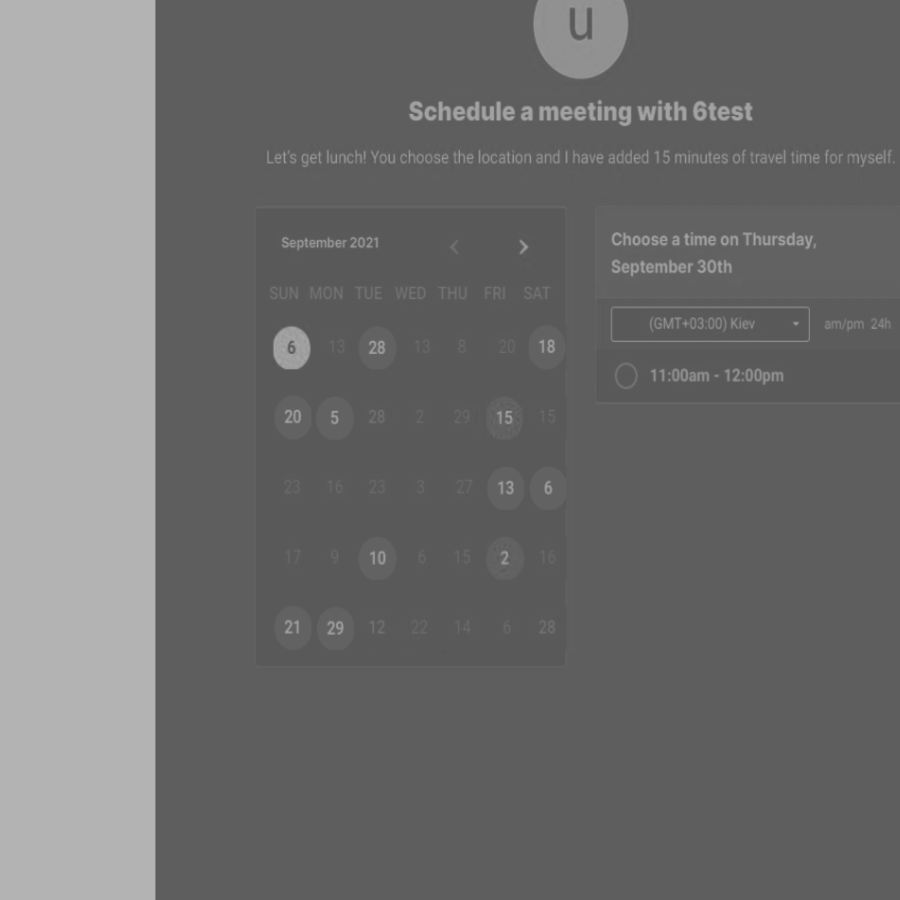 u
Schedule a meeting with 6test
Let's get lunch! You choose the location and I have added 15 minutes of travel time for myself.
September 2021
SUN MON TUE WED THU FRI SAT
6 13 28 13 8 20 18
20 5 28 2 29 15 15
23 16 23 3 27 13 6
17 9 10 6 15 2 16
21 29 12 22 14 6 28
Choose a time on Thursday,
September 30th
(GMT+03:00) Kiev am/pm 24h
11:00am - 12:00pm